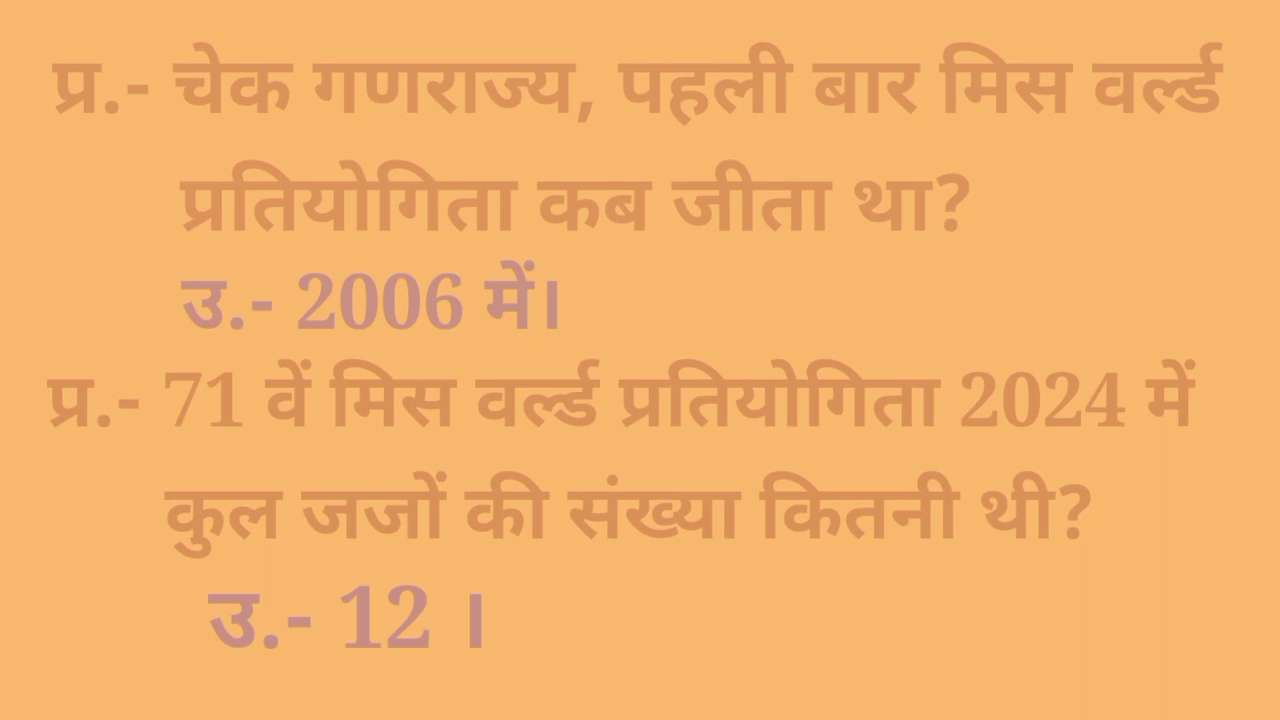 प्र.- चेक गणराज्य, पहली बार मिस वर्ल्ड
प्रतियोगिता कब जीता था?
उ.- 2006 में।
प्र.- 71 वें मिस वर्ल्ड प्रतियोगिता 2024 में
कुल जजों की संख्या कितनी थी?
उ.- 12 ।